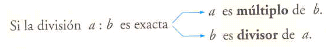 a es múltiplo de b.
Si la división a : b es exacta
b es divisor de a.